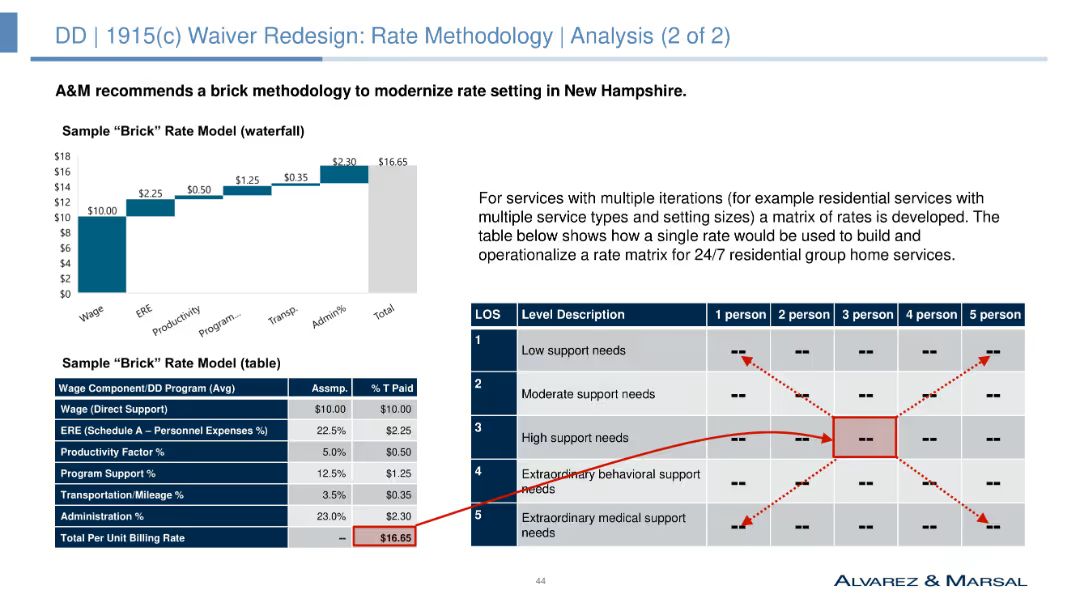 DD | 1915(c) Waiver Redesign: Rate Methodology | Analysis (2 of 2)
A&M recommends a brick methodology to modernize rate setting in New Hampshire.
Sample “Brick” Rate Model (waterfall)
$18
$16
$14
$12
$10
$8
$6
$4
$2
$0
$10.00
$2.25
$0.50
$1.25
$0.35
$2.30
$16.65
Wage
ERE
Productivity
Program...
Transp.
Admin%
Total
Sample “Brick” Rate Model (table)
Wage Component/DD Program (Avg) Assmp. % T Paid
Wage (Direct Support) $10.00 $10.00
ERE (Schedule A – Personnel Expenses %) 22.5% $2.25
Productivity Factor % 5.0% $0.50
Program Support % 12.5% $1.25
Transportation/Mileage % 3.5% $0.35
Administration % 23.0% $2.30
Total Per Unit Billing Rate -- $16.65
For services with multiple iterations (for example residential services with
multiple service types and setting sizes) a matrix of rates is developed. The
table below shows how a single rate would be used to build and
operationalize a rate matrix for 24/7 residential group home services.
LOS Level Description 1 person 2 person 3 person 4 person 5 person
1 Low support needs -- -- -- -- --
2 Moderate support needs -- -- -- -- --
3 High support needs -- -- -- -- --
4 Extraordinary behavioral support
needs -- -- -- -- --
5 Extraordinary medical support
needs -- -- -- -- --
44
ALVAREZ & MARSAL